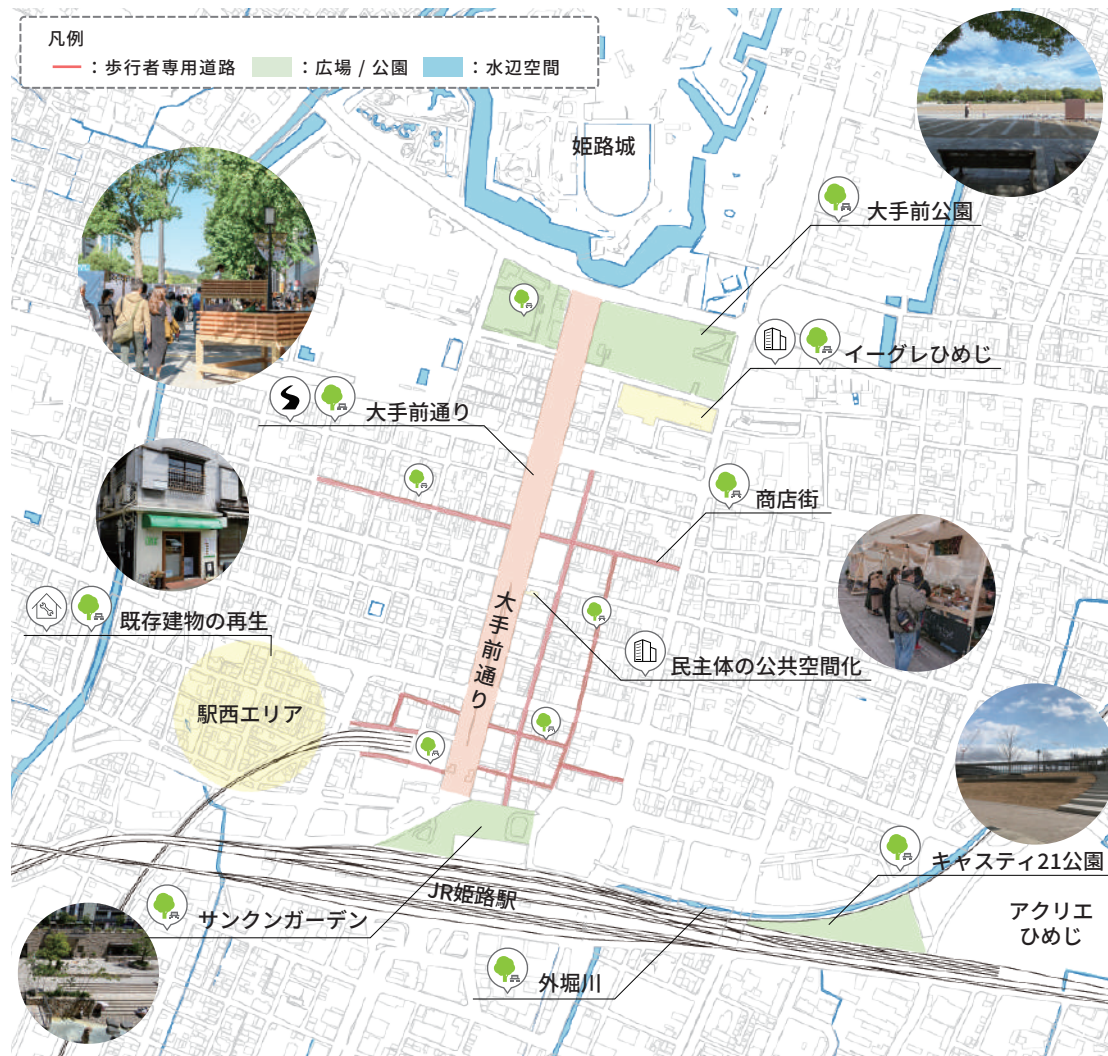 凡例
：歩行者専用道路
：広場 / 公園
：水辺空間
姫路城
大手前公園
イーグレひめじ
大手前通り
商店街
既存建物の再生
大手前通り
民主体の公共空間化
駅西エリア
キャスティ21公園
JR姫路駅
サンクンガーデン
アクリエ
ひめじ
外堀川